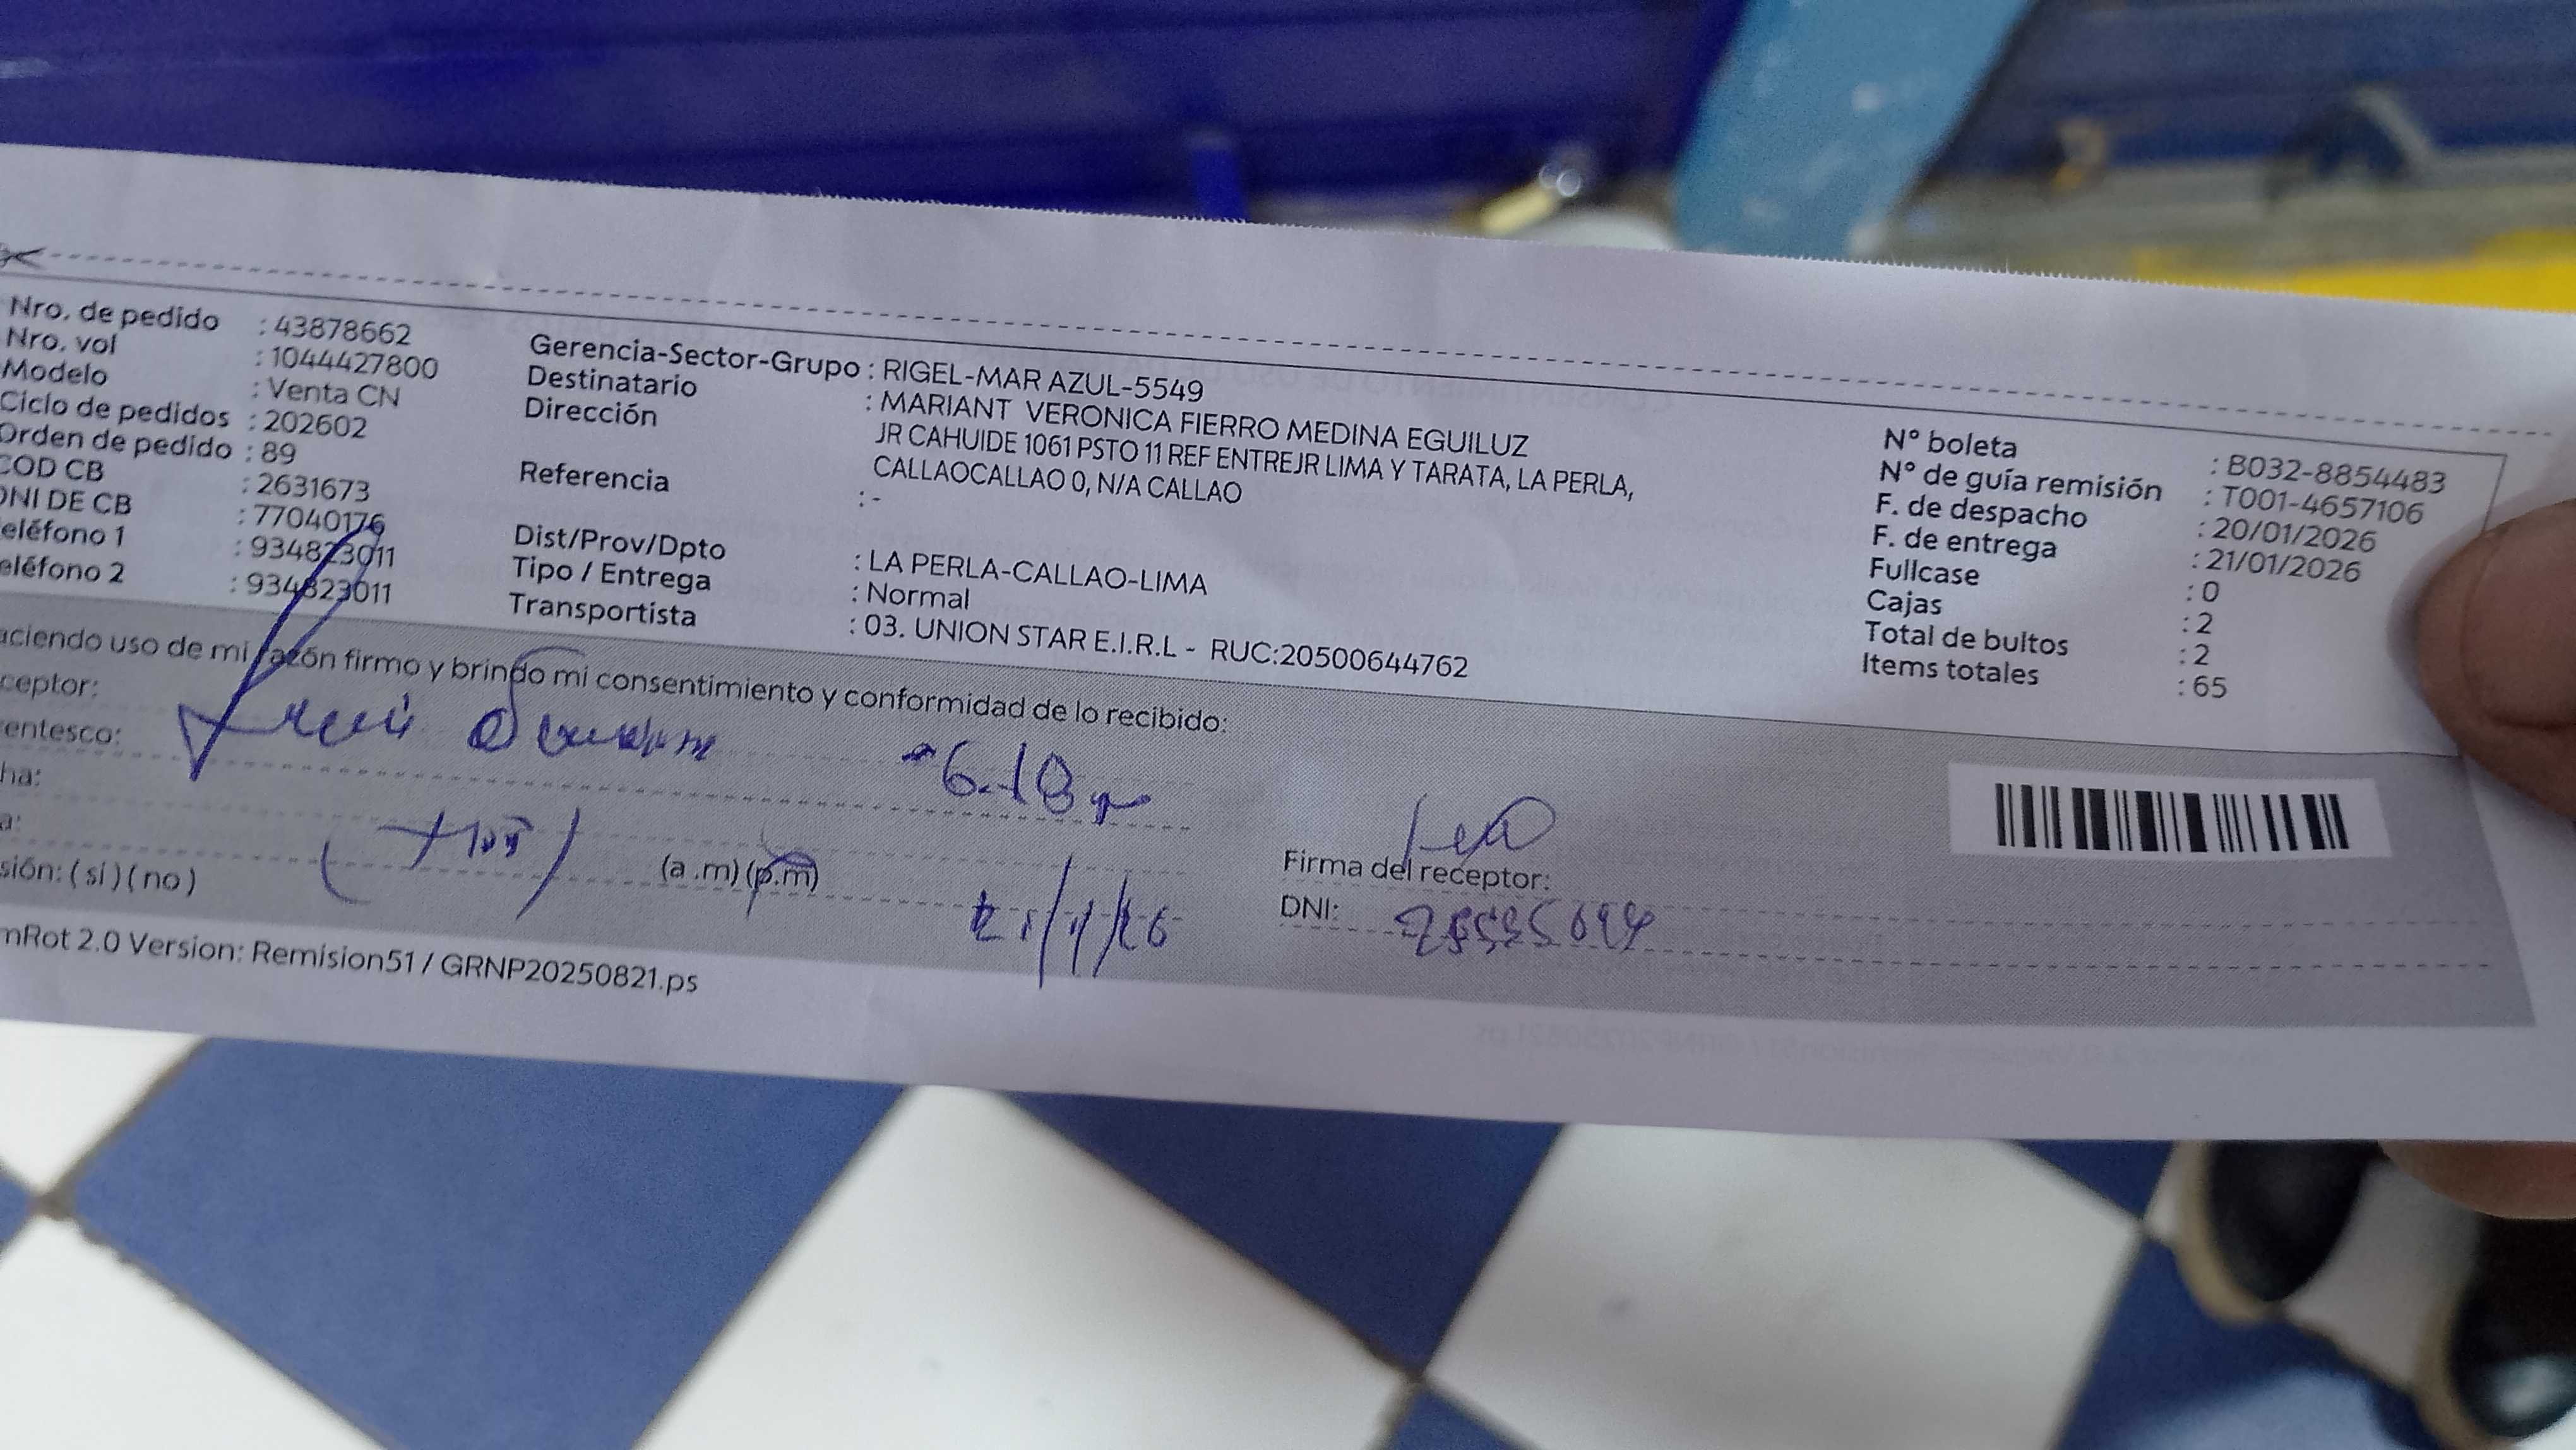 Nro. de pedido : 43878662
Nro. vol : 1044427800
Modelo : Venta CN
Ciclo de pedidos : 202602
Orden de pedido : 89
COD CB : 2631673
DNI DE CB : 77040176
eléfono 1 : 934823011
eléfono 2 : 934823011
Gerencia-Sector-Grupo : RIGEL-MAR AZUL-5549
Destinatario : MARIANT VERONICA FIERRO MEDINA EGUILUZ
Dirección JR CAHUIDE 1061 PSTO 11 REF ENTREJR LIMA Y TARATA, LA PERLA,
CALLAOCALLAO 0, N/A CALLAO
Referencia : -
Dist/Prov/Dpto : LA PERLA-CALLAO-LIMA
Tipo / Entrega : Normal
Transportista : 03. UNION STAR E.I.R.L - RUC:20500644762
N° boleta : B032-8854483
N° de guía remisión : T001-4657106
F. de despacho : 20/01/2026
F. de entrega : 21/01/2026
Fullcase : 0
Cajas : 2
Total de bultos : 2
Items totales : 65
aciendo uso de mi razón firmo y brindo mi consentimiento y conformidad de lo recibido:
ceptor:
entesco:
ha:
a:
(a .m) (p.m)
sión: ( si ) ( no )
21/1/26
Firma del receptor:
DNI:
mRot 2.0 Version: Remision51 / GRNP20250821.ps